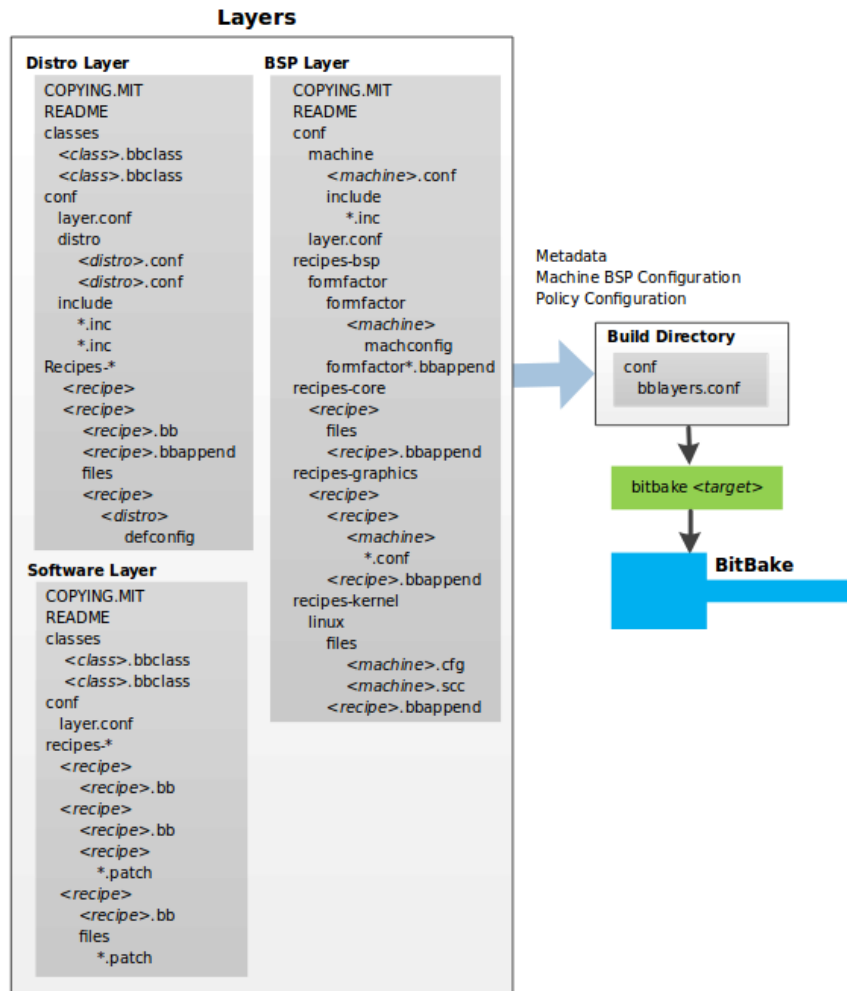 Layers
Distro Layer
COPYING.MIT
README
classes
<class>.bbclass
<class>.bbclass
conf
layer.conf
distro
<distro>.conf
<distro>.conf
include
*.inc
*.inc
Recipes-*
<recipe>
<recipe>
<recipe>.bb
<recipe>.bbappend
files
<recipe>
<distro>
defconfig
Software Layer
COPYING.MIT
README
classes
<class>.bbclass
<class>.bbclass
conf
layer.conf
recipes-*
<recipe>
<recipe>.bb
<recipe>
<recipe>.bb
<recipe>
*.patch
<recipe>
<recipe>.bb
files
*.patch
BSP Layer
COPYING.MIT
README
conf
machine
<machine>.conf
include
*.inc
layer.conf
recipes-bsp
formfactor
formfactor
<machine>
machconfig
formfactor*.bbappend
recipes-core
<recipe>
files
<recipe>.bbappend
recipes-graphics
<recipe>
<recipe>
<machine>
*.conf
<recipe>.bbappend
recipes-kernel
linux
files
<machine>.cfg
<machine>.scc
<recipe>.bbappend
Metadata
Machine BSP Configuration
Policy Configuration
Build Directory
conf
bblayers.conf
bitbake <target>
BitBake